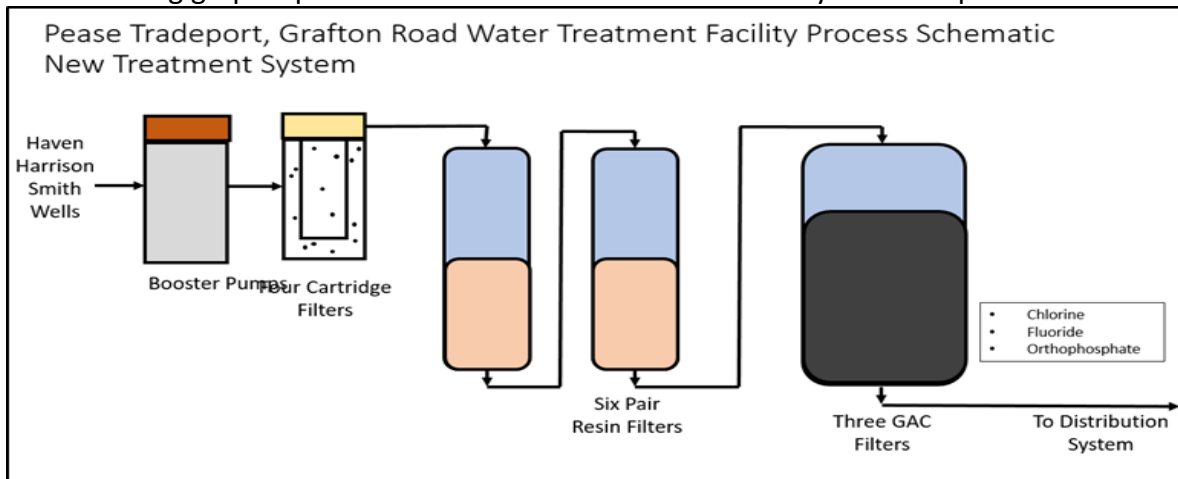 Pease Tradeport, Grafton Road Water Treatment Facility Process Schematic
New Treatment System
Haven
Harrison
Smith
Wells
Booster Pumps
Four Cartridge
Filters
Six Pair
Resin Filters
Three GAC
Filters
• Chlorine
• Fluoride
• Orthophosphate
To Distribution
System